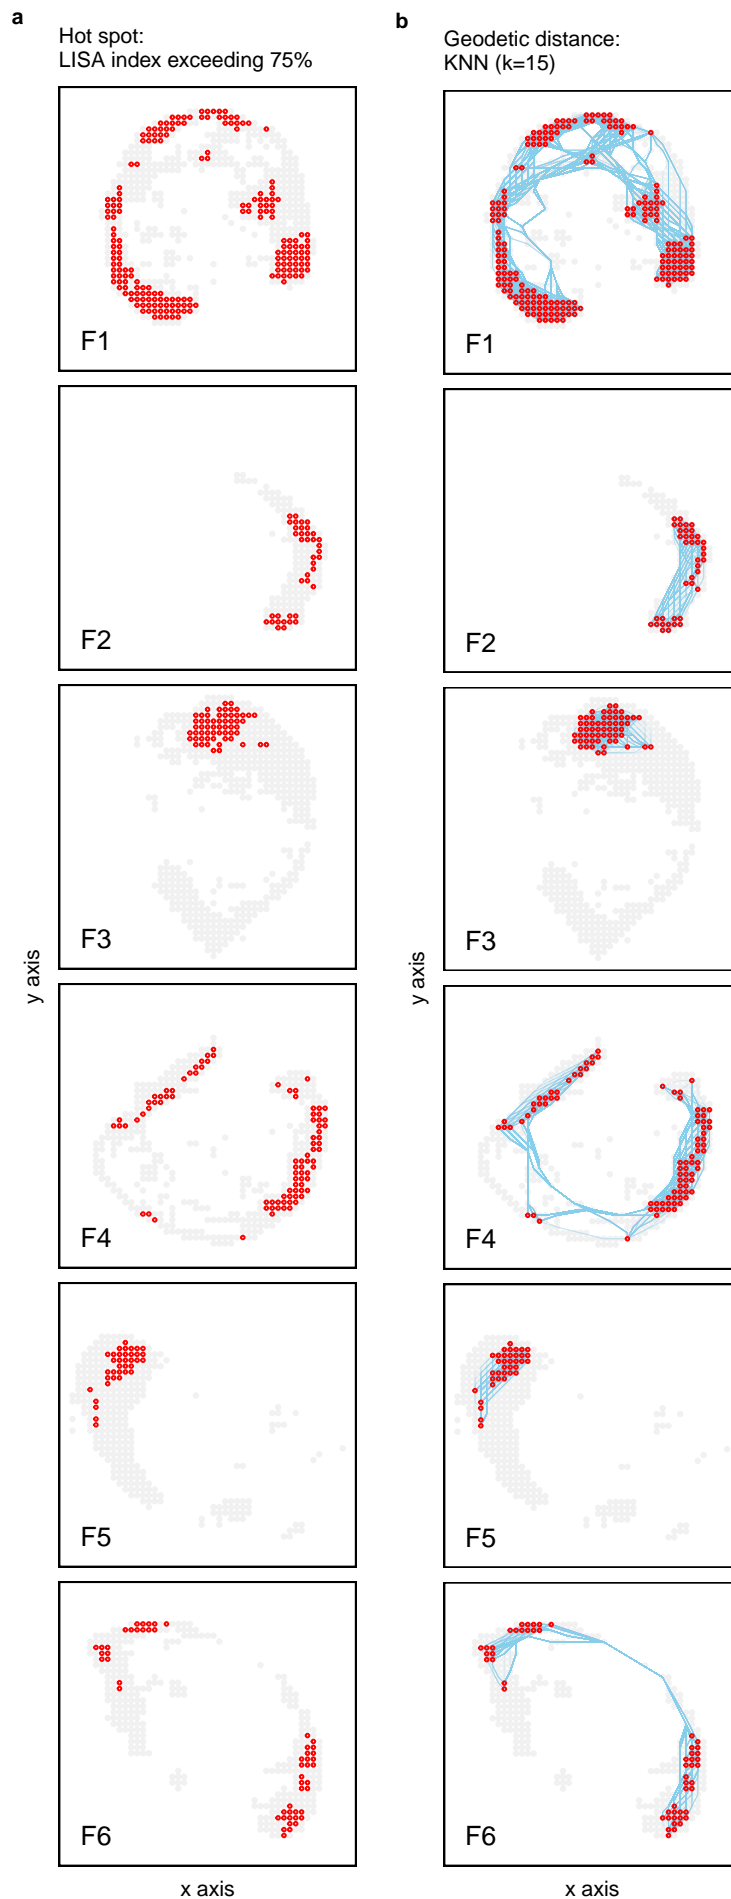 a
Hot spot:
LISA index exceeding 75%
b
Geodetic distance:
KNN (k=15)
F1
F1
F2
F2
F3
F3
y axis
y axis
F4
F4
F5
F5
F6
F6
x axis
x axis